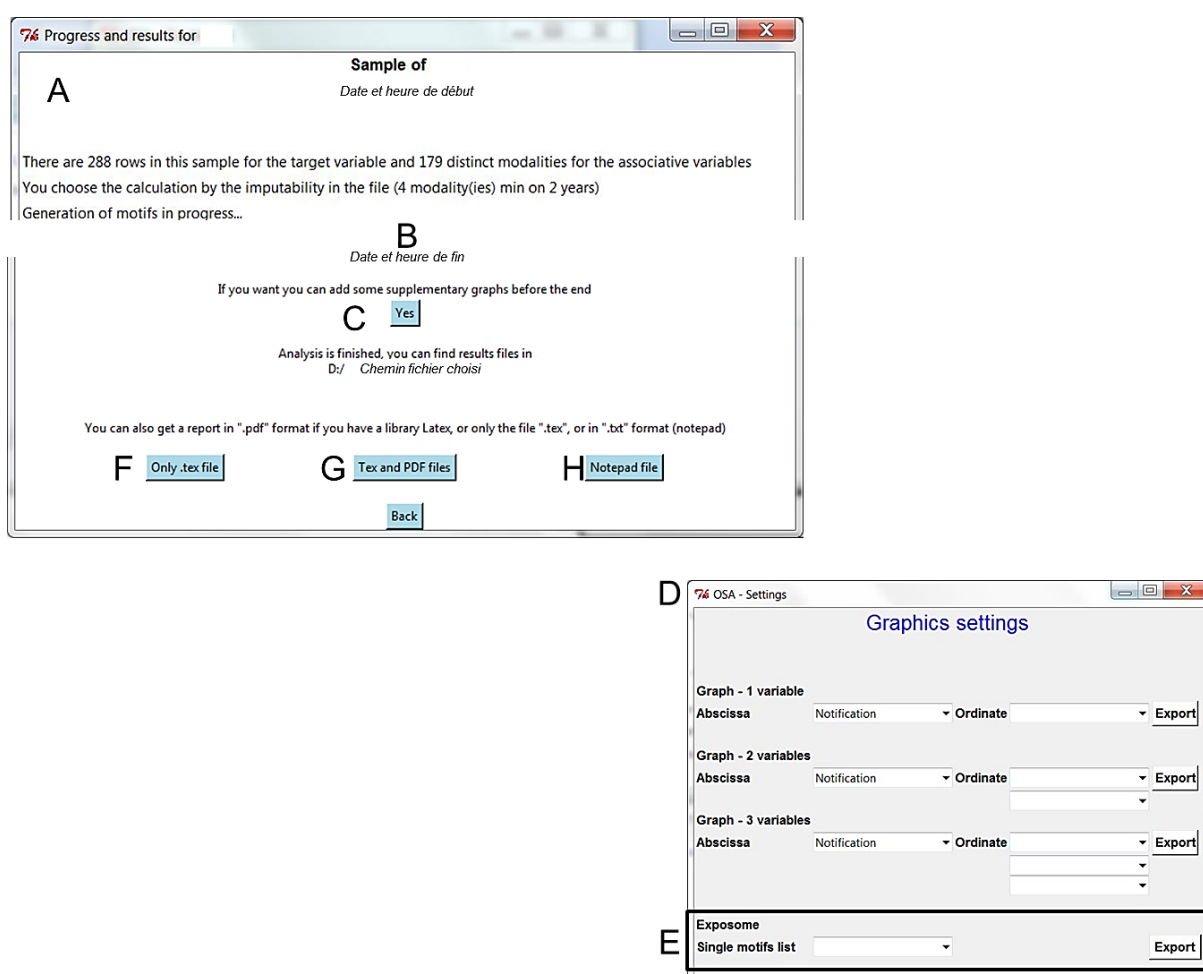 Progress and results for
Sample of
A
Date et heure de début
There are 288 rows in this sample for the target variable and 179 distinct modalities for the associative variables
You choose the calculation by the imputability in the file (4 modality(ies) min on 2 years)
Generation of motifs in progress...
B
Date et heure de fin
If you want you can add some supplementary graphs before the end
C Yes
Analysis is finished, you can find results files in
D:/ Chemin fichier choisi
You can also get a report in ".pdf" format if you have a library Latex, or only the file ".tex", or in ".txt" format (notepad)
F Only .tex file G Tex and PDF files H Notepad file
Back
D OSA - Settings
Graphics settings
Graph - 1 variable
Abscissa Notification Ordinate Export
Graph - 2 variables
Abscissa Notification Ordinate Export
Graph - 3 variables
Abscissa Notification Ordinate Export
Exposome
E Single motifs list Export